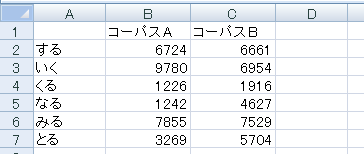 A B C D
1 コーパスA コーパスB
2 する 6724 6661
3 いく 9780 6954
4 くる 1226 1916
5 なる 1242 4627
6 みる 7855 7529
7 とる 3269 5704